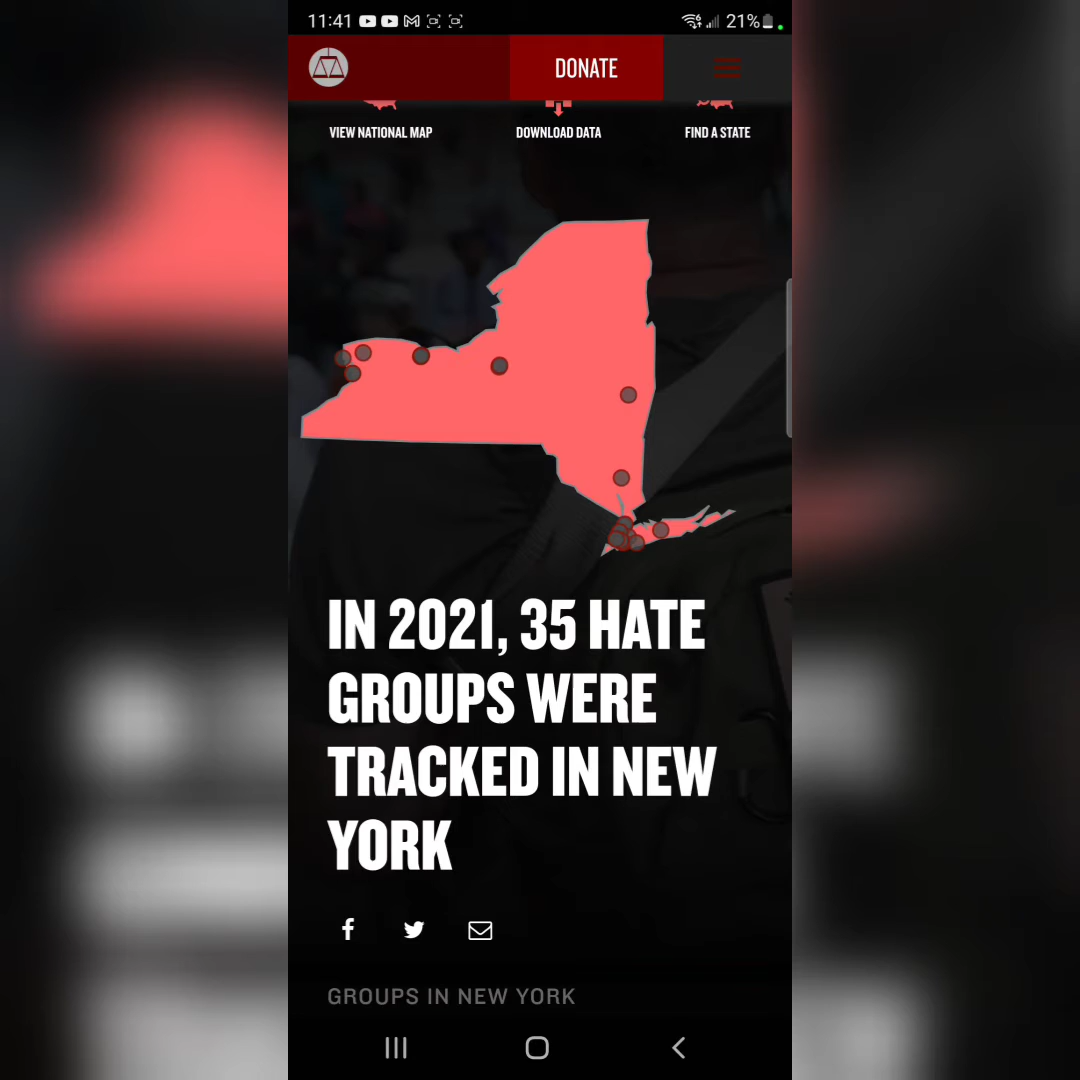 11:41 21%
DONATE
VIEW NATIONAL MAP DOWNLOAD DATA FIND A STATE
IN 2021, 35 HATE
GROUPS WERE
TRACKED IN NEW
YORK
GROUPS IN NEW YORK